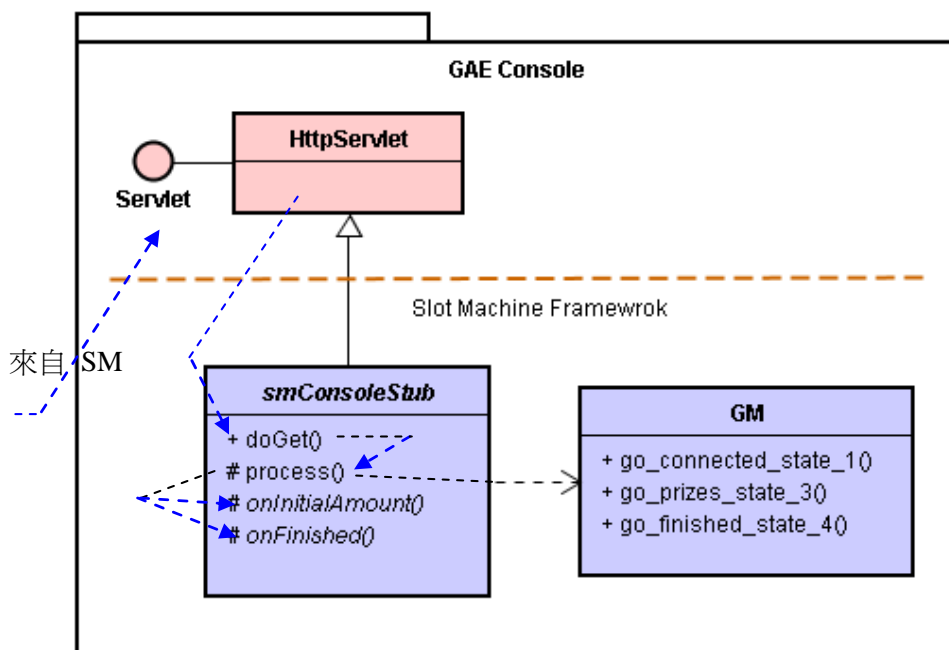 GAE Console
HttpServlet
Servlet
Slot Machine Framewrok
來自 SM
smConsoleStub
+ doGet()
# process()
# onInitialAmount()
# onFinished()
GM
+ go_connected_state_1()
+ go_prizes_state_3()
+ go_finished_state_4()